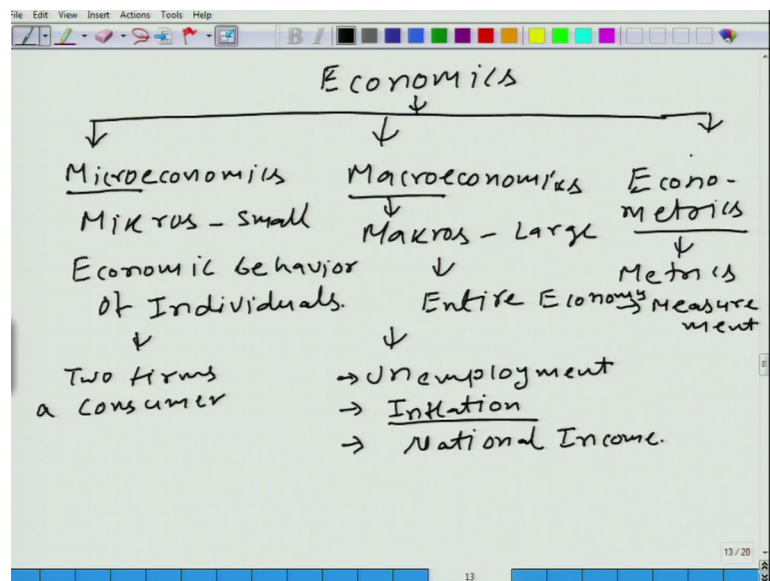 File Edit View Insert Actions Tools Help
B I
Economics
Microeconomics
Mikros - Small
Economic behavior
of Individuals.
Two firms
a consumer
Macroeconomics
Makros - Large
Entire Economy
→ Unemployment
→ Inflation
→ National Income.
Econo-
metrics
Metrics
→ Measure
ment
13 / 20
13